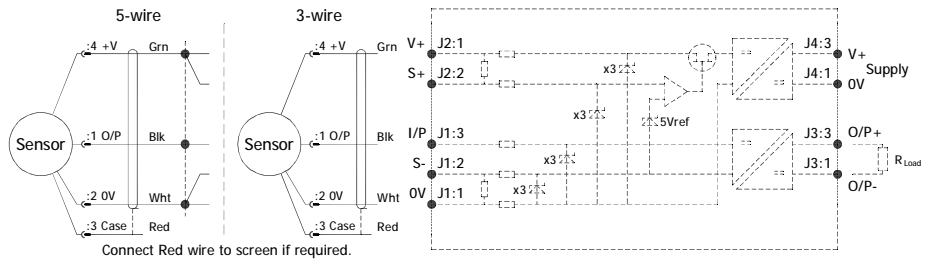 5-wire
3-wire
:4 +V Grn
:1 O/P Blk
Sensor
:2 0V Wht
:3 Case Red
:4 +V Grn
:1 O/P Blk
Sensor
:2 0V Wht
:3 Case Red
Connect Red wire to screen if required.
V+ J2:1
S+ J2:2
I/P J1:3
S- J1:2
0V J1:1
x3
x3
5Vref
x3
x3
J4:3 V+
Supply
J4:1 0V
J3:3 O/P+
R Load
J3:1 O/P-